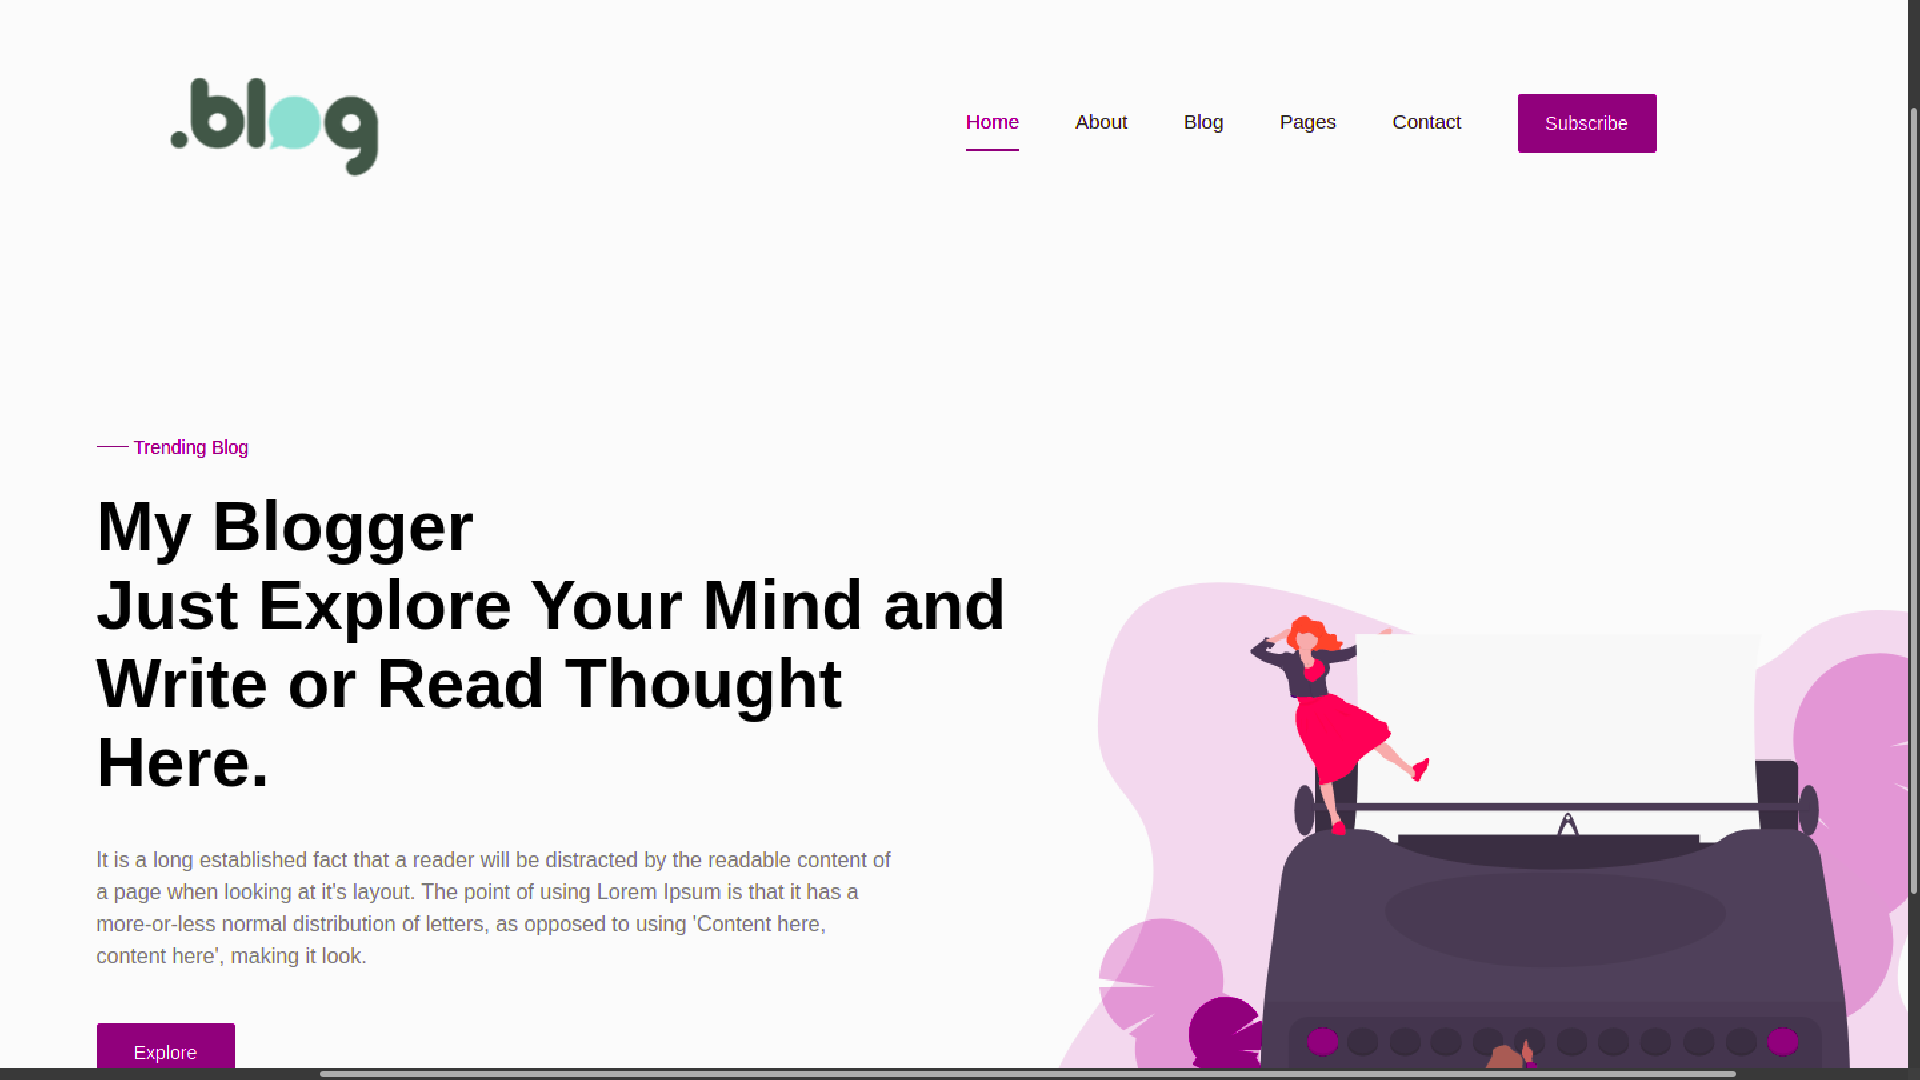 .blog
Home About Blog Pages Contact Subscribe
Trending Blog
My Blogger
Just Explore Your Mind and
Write or Read Thought
Here.
It is a long established fact that a reader will be distracted by the readable content of
a page when looking at it's layout. The point of using Lorem Ipsum is that it has a
more-or-less normal distribution of letters, as opposed to using 'Content here,
content here', making it look.
Explore